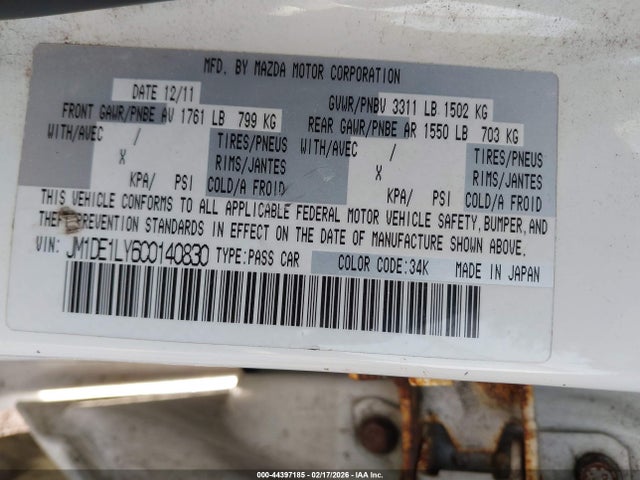 MFD. BY MAZDA MOTOR CORPORATION
DATE 12/11 GVWR/PNBV 3311 LB 1502 KG
FRONT GAWR/PNBE AV 1761 LB 799 KG REAR GAWR/PNBE AR 1550 LB 703 KG
WITH/AVEC / TIRES/PNEUS WITH/AVEC / TIRES/PNEUS
X RIMS/JANTES X RIMS/JANTES
KPA/ PSI COLD/A FROID KPA/ PSI COLD/A FROID
THIS VEHICLE CONFORMS TO ALL APPLICABLE FEDERAL MOTOR VEHICLE SAFETY, BUMPER, AND
THEFT PREVENTION STANDARDS IN EFFECT ON THE DATE OF MANUFACTURE SHOWN ABOVE.
VIN: JM1DE1LY6C0140830 TYPE:PASS CAR COLOR CODE:34K MADE IN JAPAN
000-44397185 - 02/17/2026 - IAA Inc.